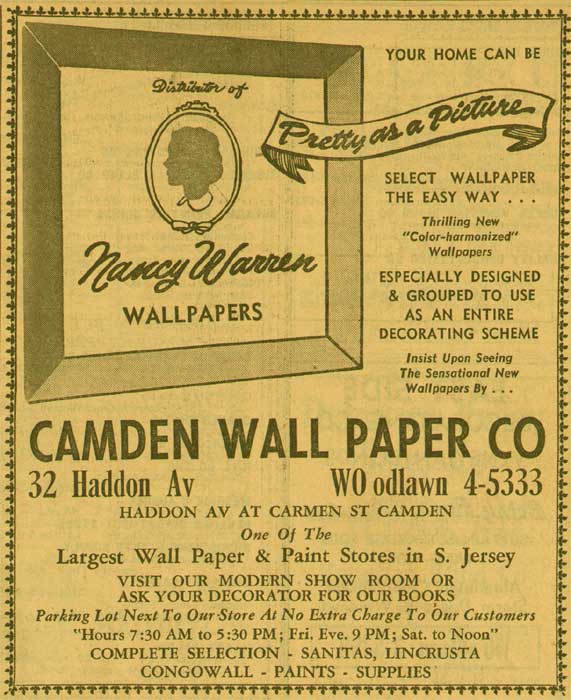 YOUR HOME CAN BE
Distributor of
Pretty as a Picture
SELECT WALLPAPER
THE EASY WAY . . .
Thrilling New
"Color-harmonized"
Wallpapers
Nancy Warren
WALLPAPERS
ESPECIALLY DESIGNED
& GROUPED TO USE
AS AN ENTIRE
DECORATING SCHEME
Insist Upon Seeing
The Sensational New
Wallpapers By . . .
CAMDEN WALL PAPER CO
32 Haddon Av WO odlawn 4-5333
HADDON AV AT CARMEN ST CAMDEN
One Of The
Largest Wall Paper & Paint Stores in S. Jersey
VISIT OUR MODERN SHOW ROOM OR
ASK YOUR DECORATOR FOR OUR BOOKS
Parking Lot Next To Our Store At No Extra Charge To Our Customers
"Hours 7:30 AM to 5:30 PM; Fri. Eve. 9 PM; Sat. to Noon"
COMPLETE SELECTION - SANITAS, LINCRUSTA
CONGOWALL - PAINTS - SUPPLIES